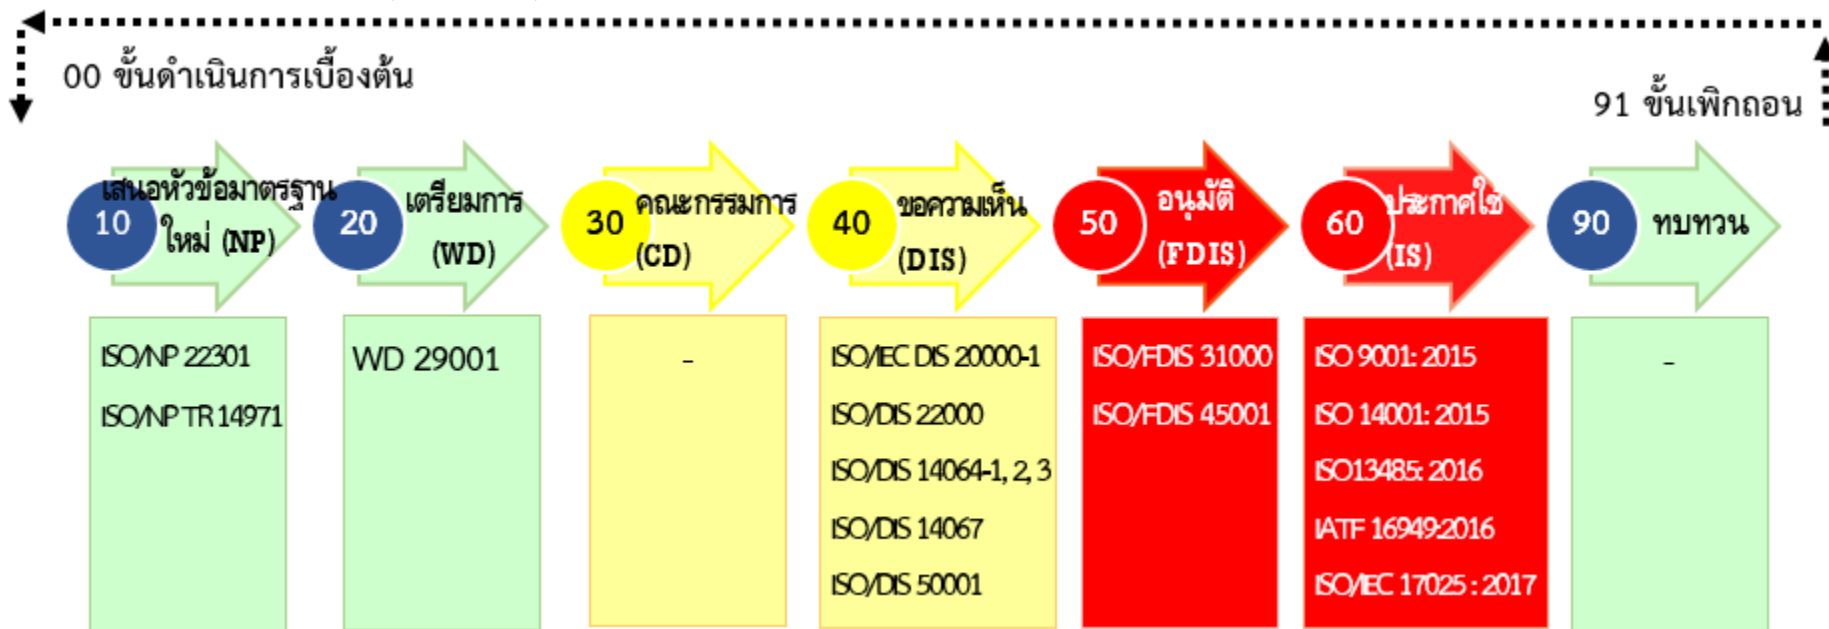 00 ขั้นดำเนินการเบื้องต้น
91 ขั้นเพิกถอน
10
เสนอหัวข้อมาตรฐาน
ใหม่ (NP)
20
เตรียมการ
(WD)
30
คณะกรรมการ
(CD)
40
ขอความเห็น
(DIS)
50
อนุมัติ
(FDIS)
60
ประกาศใช้
(IS)
90
ทบทวน
ISO/NP 22301
ISO/NP TR 14971
WD 29001
-
ISO/IEC DIS 20000-1
ISO/DIS 22000
ISO/DIS 14064-1, 2, 3
ISO/DIS 14067
ISO/DIS 50001
ISO/FDIS 31000
ISO/FDIS 45001
ISO 9001: 2015
ISO 14001: 2015
ISO13485: 2016
IATF 16949:2016
ISO/IEC 17025 : 2017
-